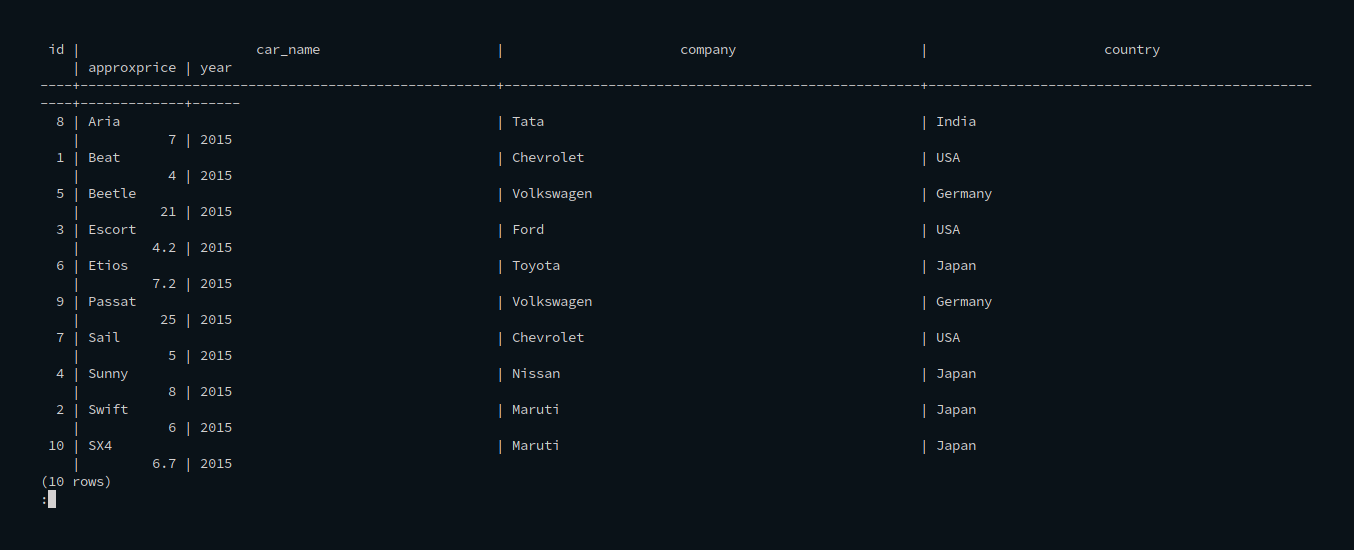 id |                      car_name                      |                      company                       |                      country
    | approxprice | year
----+----------------------------------------------------+----------------------------------------------------+------------------------------------------------
----+-------------+------
  8 | Aria                                               | Tata                                               | India
    |           7 | 2015
  1 | Beat                                               | Chevrolet                                          | USA
    |           4 | 2015
  5 | Beetle                                             | Volkswagen                                         | Germany
    |          21 | 2015
  3 | Escort                                             | Ford                                               | USA
    |         4.2 | 2015
  6 | Etios                                              | Toyota                                             | Japan
    |         7.2 | 2015
  9 | Passat                                             | Volkswagen                                         | Germany
    |          25 | 2015
  7 | Sail                                               | Chevrolet                                          | USA
    |           5 | 2015
  4 | Sunny                                              | Nissan                                             | Japan
    |           8 | 2015
  2 | Swift                                              | Maruti                                             | Japan
    |           6 | 2015
 10 | SX4                                                | Maruti                                             | Japan
    |         6.7 | 2015
(10 rows)
: